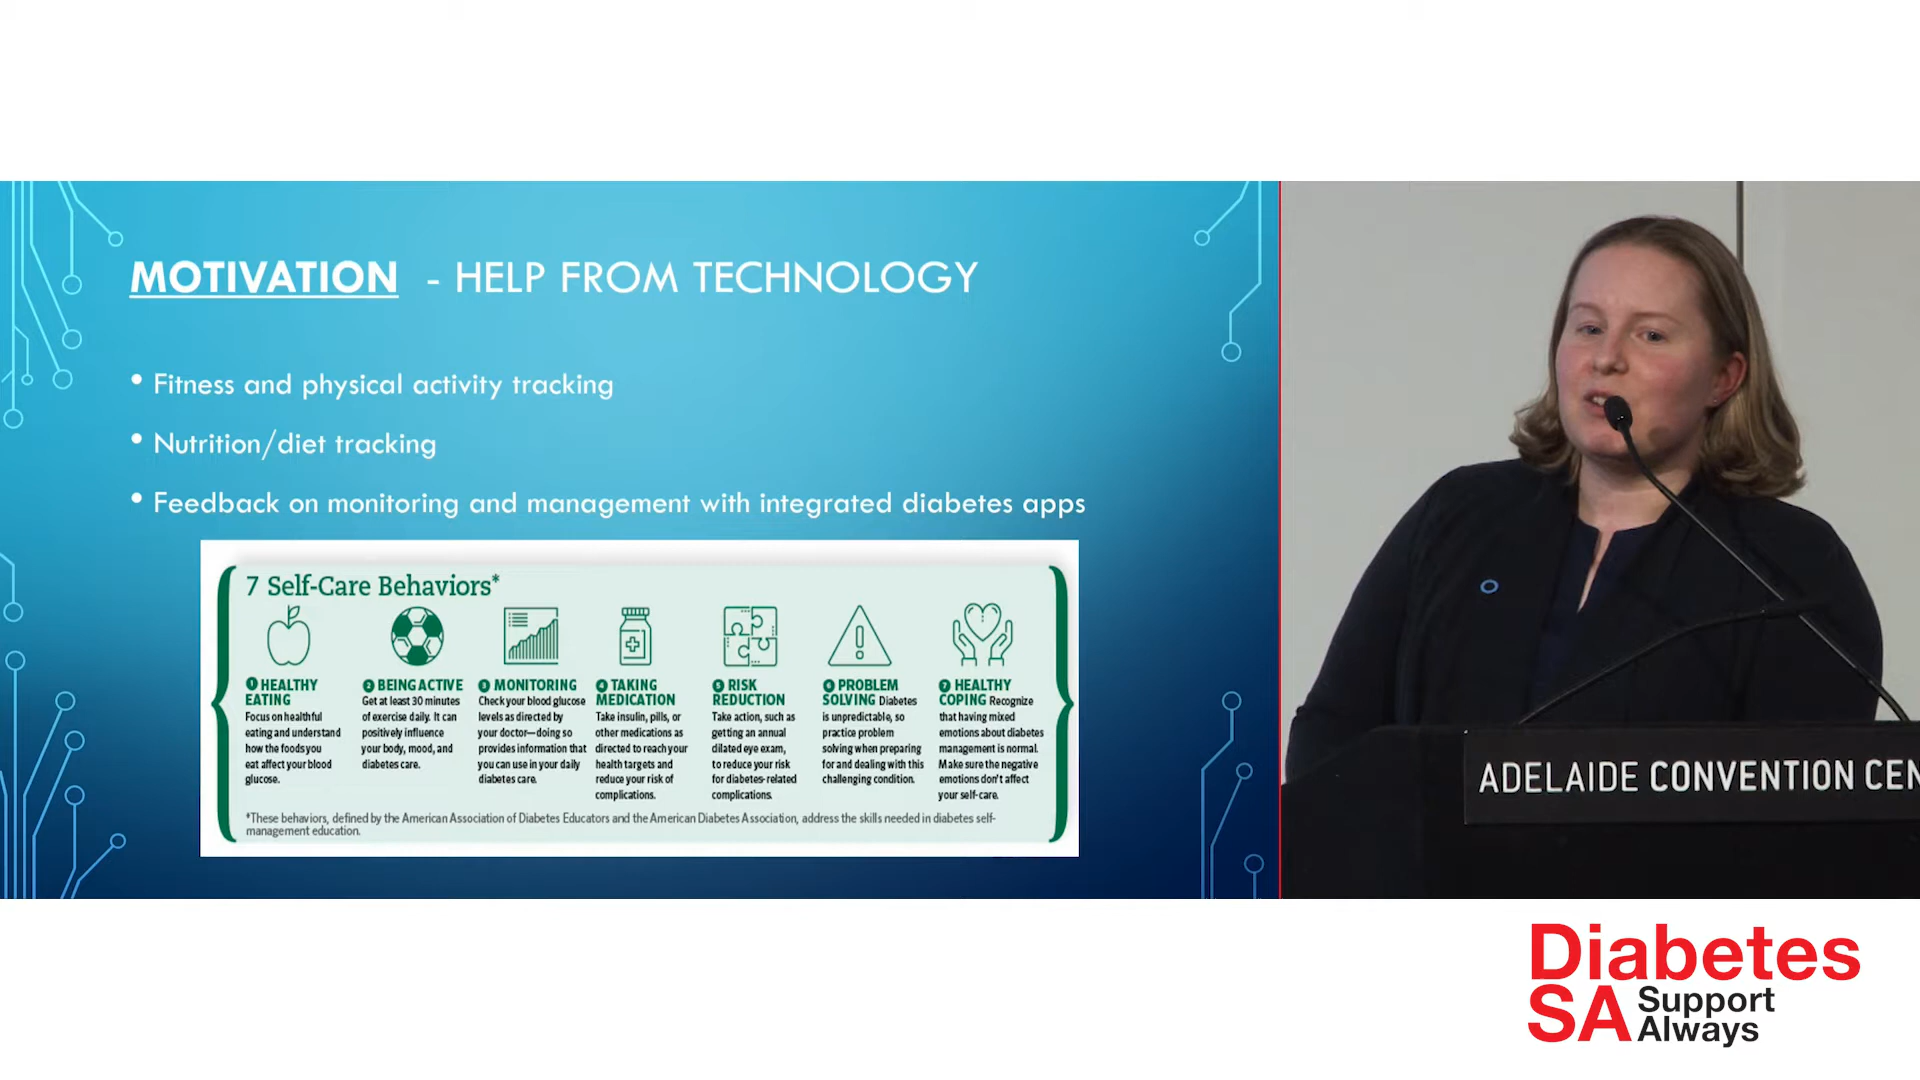 MOTIVATION - HELP FROM TECHNOLOGY
• Fitness and physical activity tracking
• Nutrition/diet tracking
• Feedback on monitoring and management with integrated diabetes apps
7 Self-Care Behaviors*
1 HEALTHY
EATING
Focus on healthful
eating and understand
how the foods you
eat affect your blood
glucose.
2 BEING ACTIVE
Get at least 30 minutes
of exercise daily. It can
positively influence
your body, mood, and
diabetes care.
3 MONITORING
Check your blood glucose
levels as directed by
your doctor—doing so
provides information that
you can use in your daily
diabetes care.
4 TAKING
MEDICATION
Take insulin, pills, or
other medications as
directed to reach your
health targets and
reduce your risk of
complications.
5 RISK
REDUCTION
Take action, such as
getting an annual
dilated eye exam,
to reduce your risk
for diabetes-related
complications.
6 PROBLEM
SOLVING Diabetes
is unpredictable, so
practice problem
solving when preparing
for and dealing with this
challenging condition.
7 HEALTHY
COPING Recognize
that having mixed
emotions about diabetes
management is normal.
Make sure the negative
emotions don't affect
your self-care.
*These behaviors, defined by the American Association of Diabetes Educators and the American Diabetes Association, address the skills needed in diabetes self-
management education.
ADELAIDE CONVENTION CEN
Diabetes
SA Support
Always